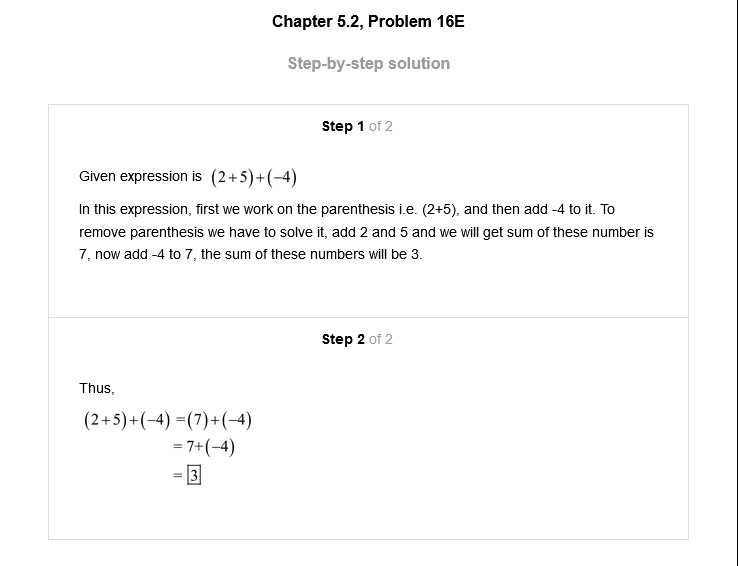 Chapter 5.2, Problem 16E
Step-by-step solution
Step 1 of 2
Given expression is (2+5)+(−4)
In this expression, first we work on the parenthesis i.e. (2+5), and then add -4 to it. To
remove parenthesis we have to solve it, add 2 and 5 and we will get sum of these number is
7, now add -4 to 7, the sum of these numbers will be 3.
Step 2 of 2
Thus,
(2+5)+(−4) =(7)+(−4)
= 7+(−4)
= 3